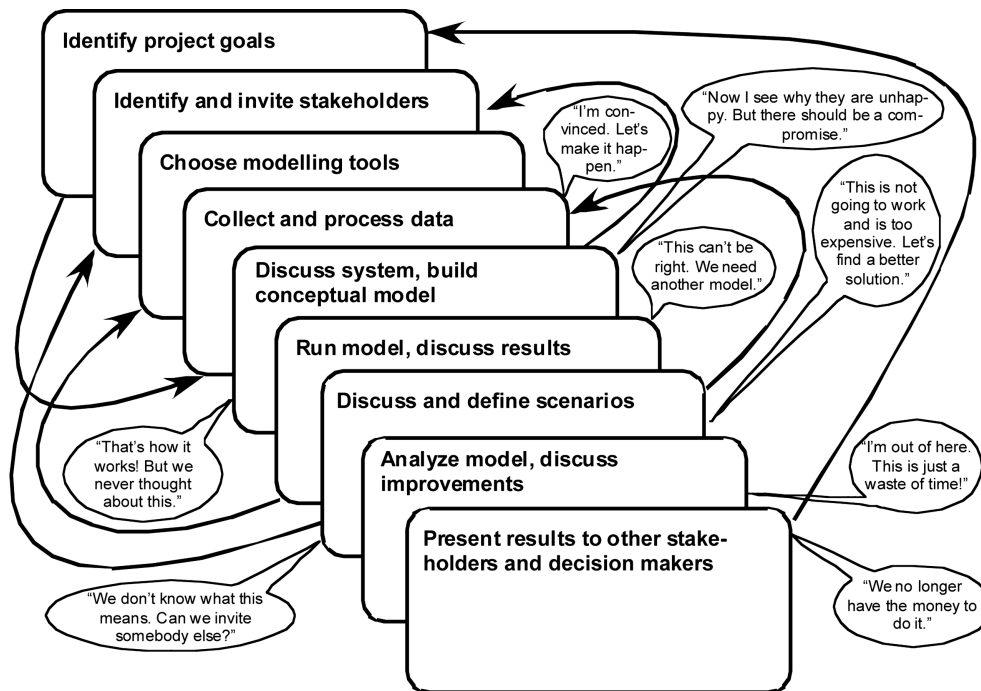 Identify project goals
Identify and invite stakeholders
“Now I see why they are unhap-
py. But there should be a com-
promise.”
“I’m con-
vinced. Let’s
make it hap-
pen.”
Choose modelling tools
“This is not
going to work
and is too
expensive. Let’s
find a better
solution.”
Collect and process data
“This can’t be
right. We need
another model.”
Discuss system, build
conceptual model
Run model, discuss results
Discuss and define scenarios
“That’s how it
works! But we
never thought
about this.”
“I’m out of here.
This is just a
waste of time!”
Analyze model, discuss
improvements
Present results to other stake-
holders and decision makers
“We don’t know what this
means. Can we invite
somebody else?”
“We no longer
have the money to
do it.”